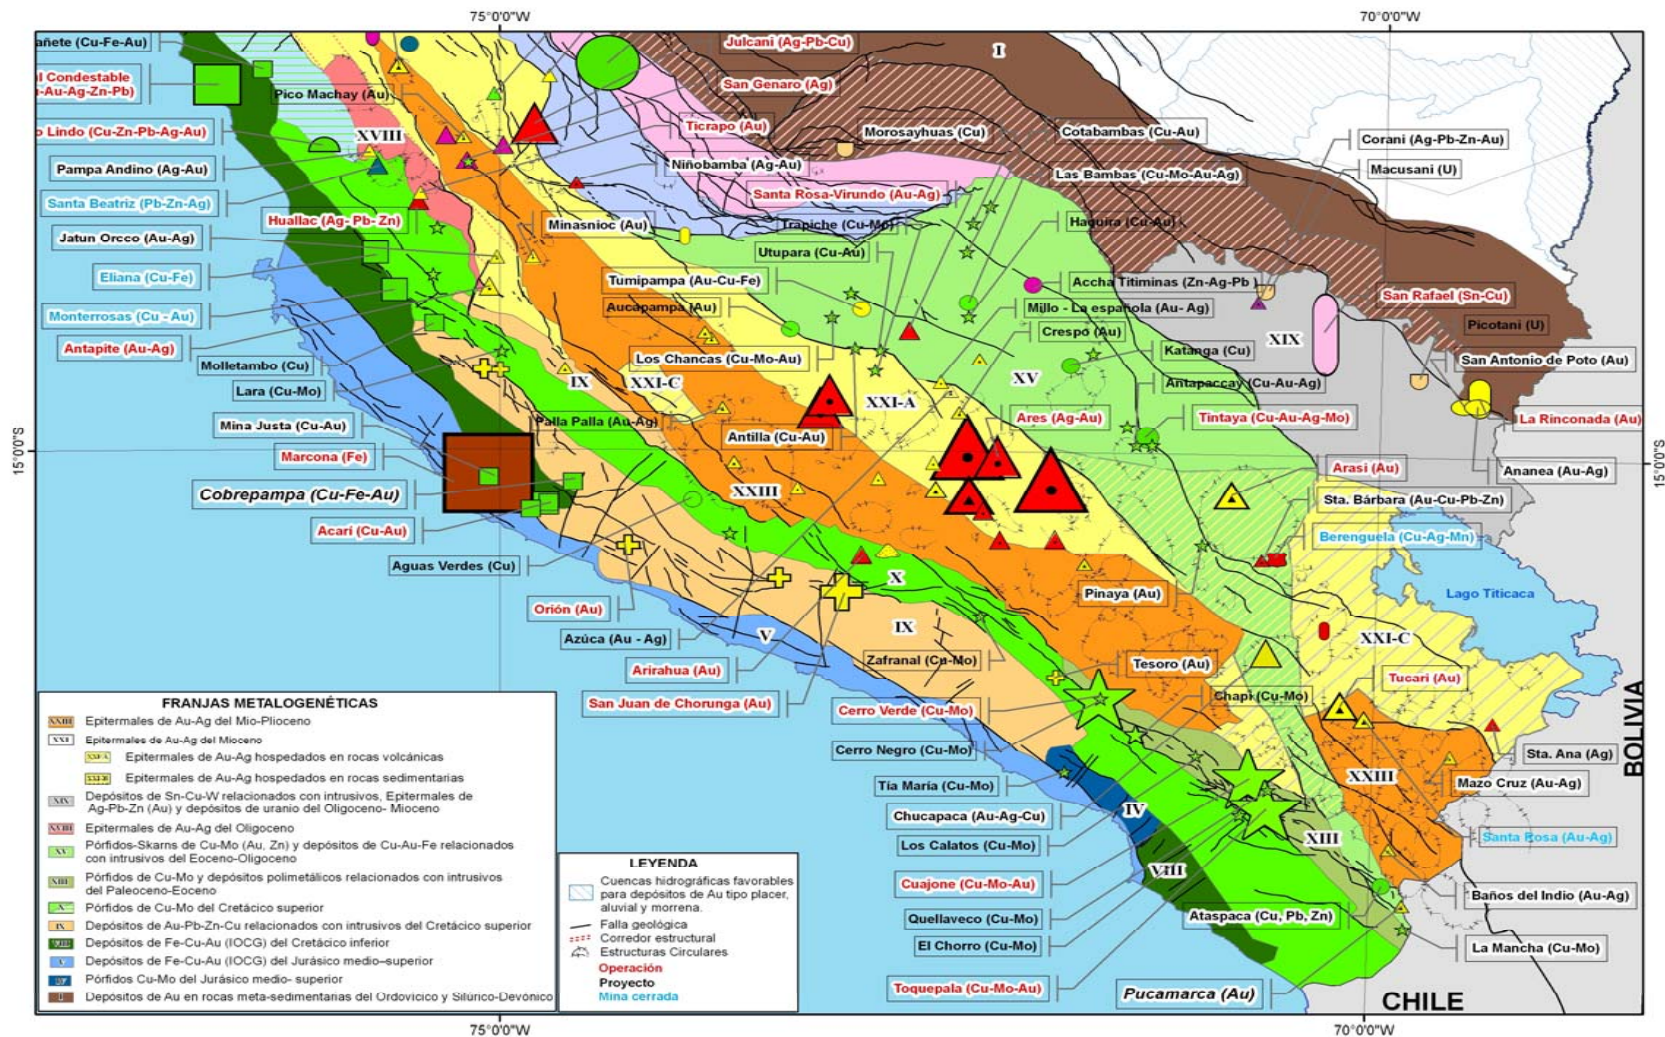 75°0'0"W
70°0'0"W
añete (Cu-Fe-Au)
Julcani (Ag-Pb-Cu)
I
l Condestable
-Au-Ag-Zn-Pb)
Pico Machay (Au)
San Genaro (Ag)
o Lindo (Cu-Zn-Pb-Ag-Au)
XVIII
Ticrapo (Au)
Morosayhuas (Cu)
Cotabambas (Cu-Au)
Corani (Ag-Pb-Zn-Au)
Pampa Andino (Ag-Au)
Niñobamba (Ag-Au)
Las Bambas (Cu-Mo-Au-Ag)
Macusani (U)
Santa Beatriz (Pb-Zn-Ag)
Santa Rosa-Virundo (Au-Ag)
Huallac (Ag- Pb-Zn)
Minasnioc (Au)
Trapiche (Cu-Mo)
Haquira (Cu-Au)
Jatun Orcco (Au-Ag)
Utupara (Cu-Au)
Eliana (Cu-Fe)
Tumipampa (Au-Cu-Fe)
Accha Titiminas (Zn-Ag-Pb)
San Rafael (Sn-Cu)
Monterrosas (Cu - Au)
Aucapampa (Au)
Millo - La española (Au- Ag)
Picotani (U)
Antapite (Au-Ag)
Crespo (Au)
XIX
Molletambo (Cu)
Los Chancas (Cu-Mo-Au)
Katanga (Cu)
San Antonio de Poto (Au)
Lara (Cu-Mo)
IX
XXI-C
XV
Antapaccay (Cu-Au-Ag)
XXI-A
Mina Justa (Cu-Au)
Palla Palla (Au-Ag)
Antilla (Cu-Au)
Ares (Ag-Au)
Tintaya (Cu-Au-Ag-Mo)
La Rinconada (Au)
15°0'0"S
15°0'0"S
Marcona (Fe)
Arasi (Au)
Ananea (Au-Ag)
Cobrepampa (Cu-Fe-Au)
XXIII
Sta. Bárbara (Au-Cu-Pb-Zn)
Acarí (Cu-Au)
Berenguela (Cu-Ag-Mn)
Aguas Verdes (Cu)
X
Pinaya (Au)
Lago Titicaca
Orión (Au)
Azúca (Au - Ag)
V
IX
XXI-C
Arirahua (Au)
Zafranal (Cu-Mo)
Tesoro (Au)
Tucari (Au)
San Juan de Chorunga (Au)
Cerro Verde (Cu-Mo)
Chapi (Cu-Mo)
BOLIVIA
Cerro Negro (Cu-Mo)
Sta. Ana (Ag)
XXIII
Tía María (Cu-Mo)
Mazo Cruz (Au-Ag)
Chucapaca (Au-Ag-Cu)
IV
Los Calatos (Cu-Mo)
XIII
Santa Rosa (Au-Ag)
Cuajone (Cu-Mo-Au)
VIII
Quellaveco (Cu-Mo)
Ataspaca (Cu, Pb, Zn)
Baños del Indio (Au-Ag)
El Chorro (Cu-Mo)
La Mancha (Cu-Mo)
Toquepala (Cu-Mo-Au)
Pucamarca (Au)
CHILE
FRANJAS METALOGENÉTICAS
XXIII Epitermales de Au-Ag del Mio-Plioceno
XXI Epitermales de Au-Ag del Mioceno
XXI-A Epitermales de Au-Ag hospedados en rocas volcánicas
XXI-B Epitermales de Au-Ag hospedados en rocas sedimentarias
XIX Depósitos de Sn-Cu-W relacionados con intrusivos, Epitermales de
Ag-Pb-Zn (Au) y depósitos de uranio del Oligoceno- Mioceno
XVIII Epitermales de Au-Ag del Oligoceno
XV Pórfidos-Skarns de Cu-Mo (Au, Zn) y depósitos de Cu-Au-Fe relacionados
con intrusivos del Eoceno-Oligoceno
XIII Pórfidos de Cu-Mo y depósitos polimetálicos relacionados con intrusivos
del Paleoceno-Eoceno
X Pórfidos de Cu-Mo del Cretácico superior
IX Depósitos de Au-Pb-Zn-Cu relacionados con intrusivos del Cretácico superior
VIII Depósitos de Fe-Cu-Au (IOCG) del Cretácico inferior
V Depósitos de Fe-Cu-Au (IOCG) del Jurásico medio–superior
IV Pórfidos Cu-Mo del Jurásico medio- superior
I Depósitos de Au en rocas meta-sedimentarias del Ordovícico y Silúrico-Devónico
LEYENDA
Cuencas hidrográficas favorables
para depósitos de Au tipo placer,
aluvial y morrena.
Falla geológica
Corredor estructural
Estructuras Circulares
Operación
Proyecto
Mina cerrada
75°0'0"W
70°0'0"W